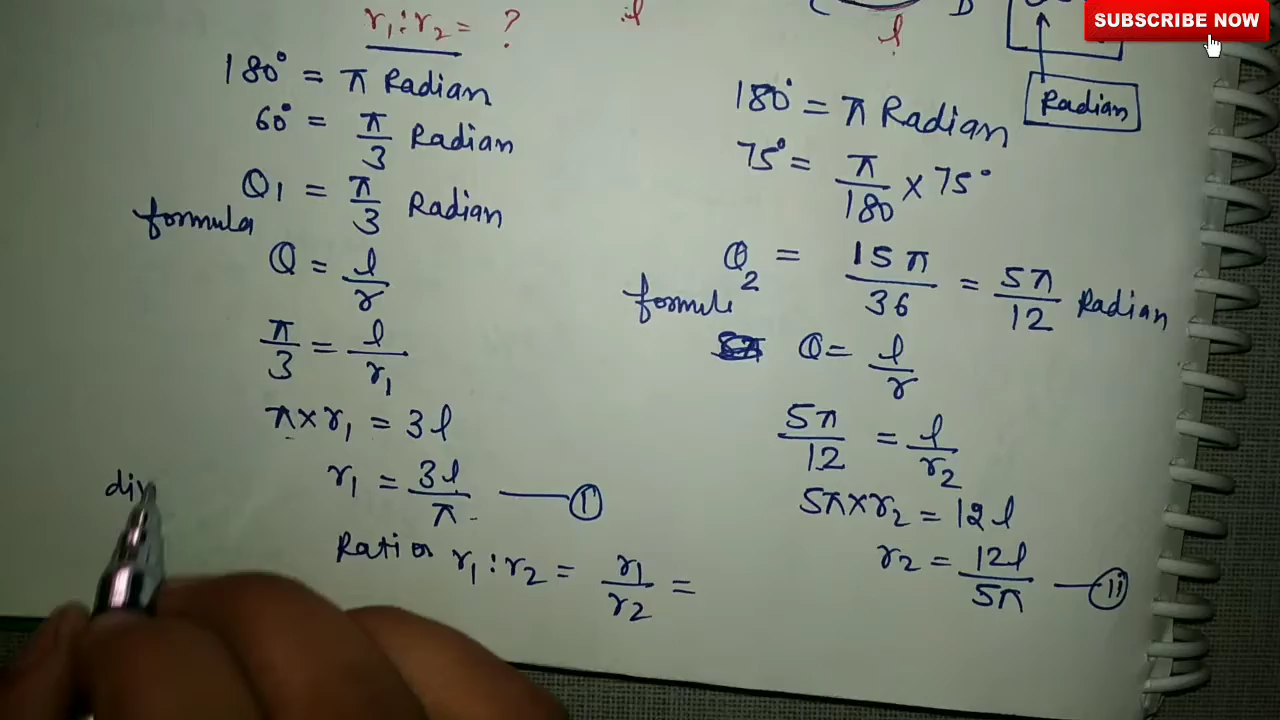 SUBSCRIBE NOW
r₁ : r₂ = ?
l
180° = π Radian
60° = π/3 Radian
θ₁ = π/3 Radian
formula
θ = l/r
π/3 = l/r₁
π × r₁ = 3l
r₁ = 3l/π —— (I)
Ratio r₁ : r₂ = r₁/r₂ =
Radian
180° = π Radian
75° = π/180 × 75°
θ₂ = 15π/36 = 5π/12 Radian
θ = l/r
5π/12 = l/r₂
5π × r₂ = 12l
r₂ = 12l/5π —— (II)